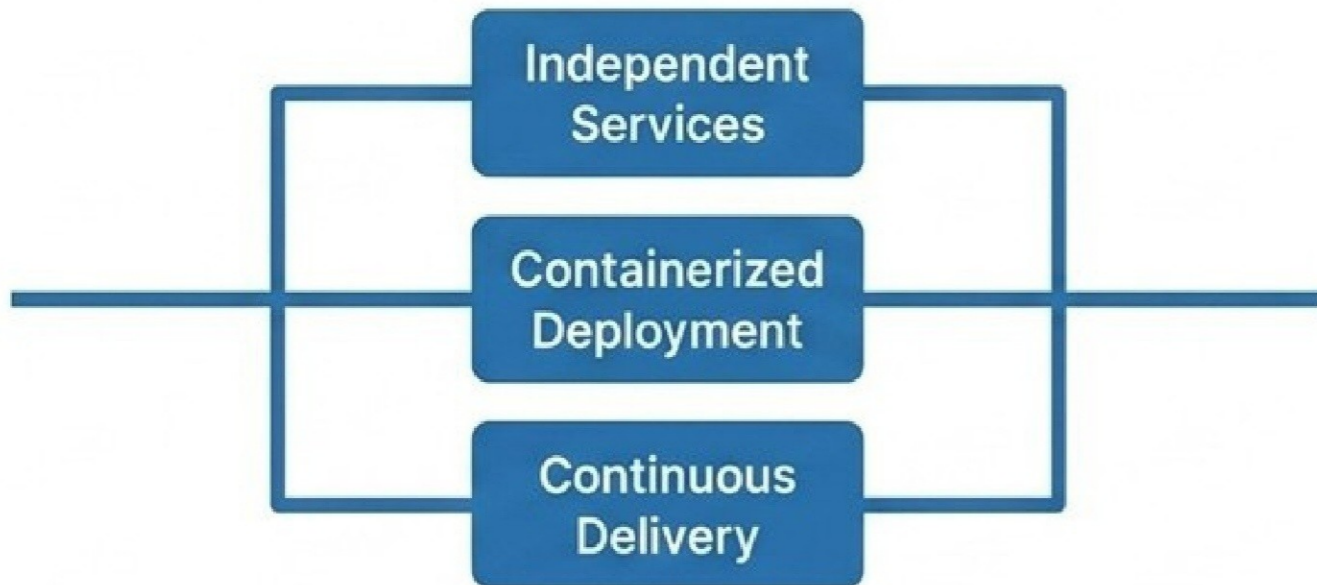 Independent
Services
Containerized
Deployment
Continuous
Delivery